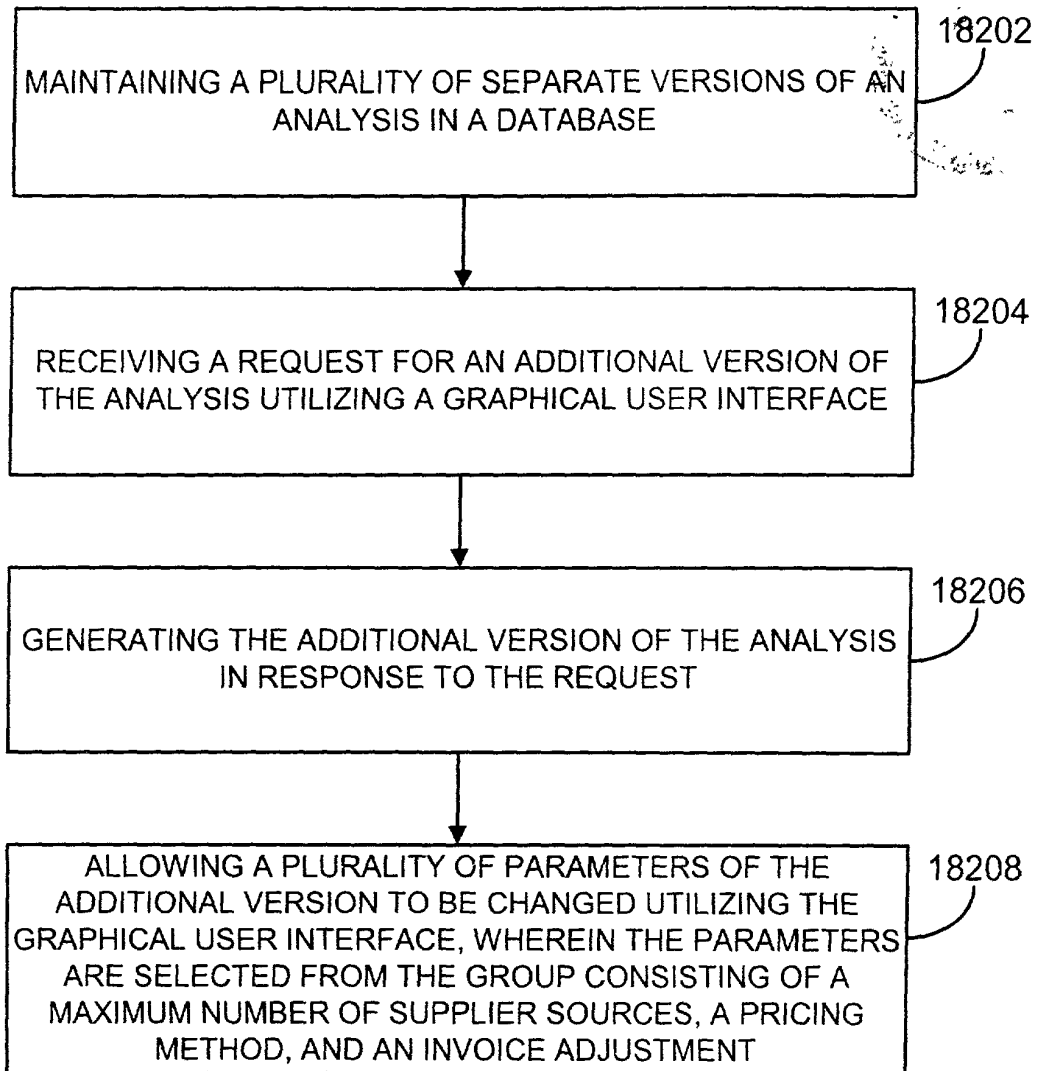 18202
MAINTAINING A PLURALITY OF SEPARATE VERSIONS OF AN
ANALYSIS IN A DATABASE
18204
RECEIVING A REQUEST FOR AN ADDITIONAL VERSION OF
THE ANALYSIS UTILIZING A GRAPHICAL USER INTERFACE
18206
GENERATING THE ADDITIONAL VERSION OF THE ANALYSIS
IN RESPONSE TO THE REQUEST
18208
ALLOWING A PLURALITY OF PARAMETERS OF THE
ADDITIONAL VERSION TO BE CHANGED UTILIZING THE
GRAPHICAL USER INTERFACE, WHEREIN THE PARAMETERS
ARE SELECTED FROM THE GROUP CONSISTING OF A
MAXIMUM NUMBER OF SUPPLIER SOURCES, A PRICING
METHOD, AND AN INVOICE ADJUSTMENT